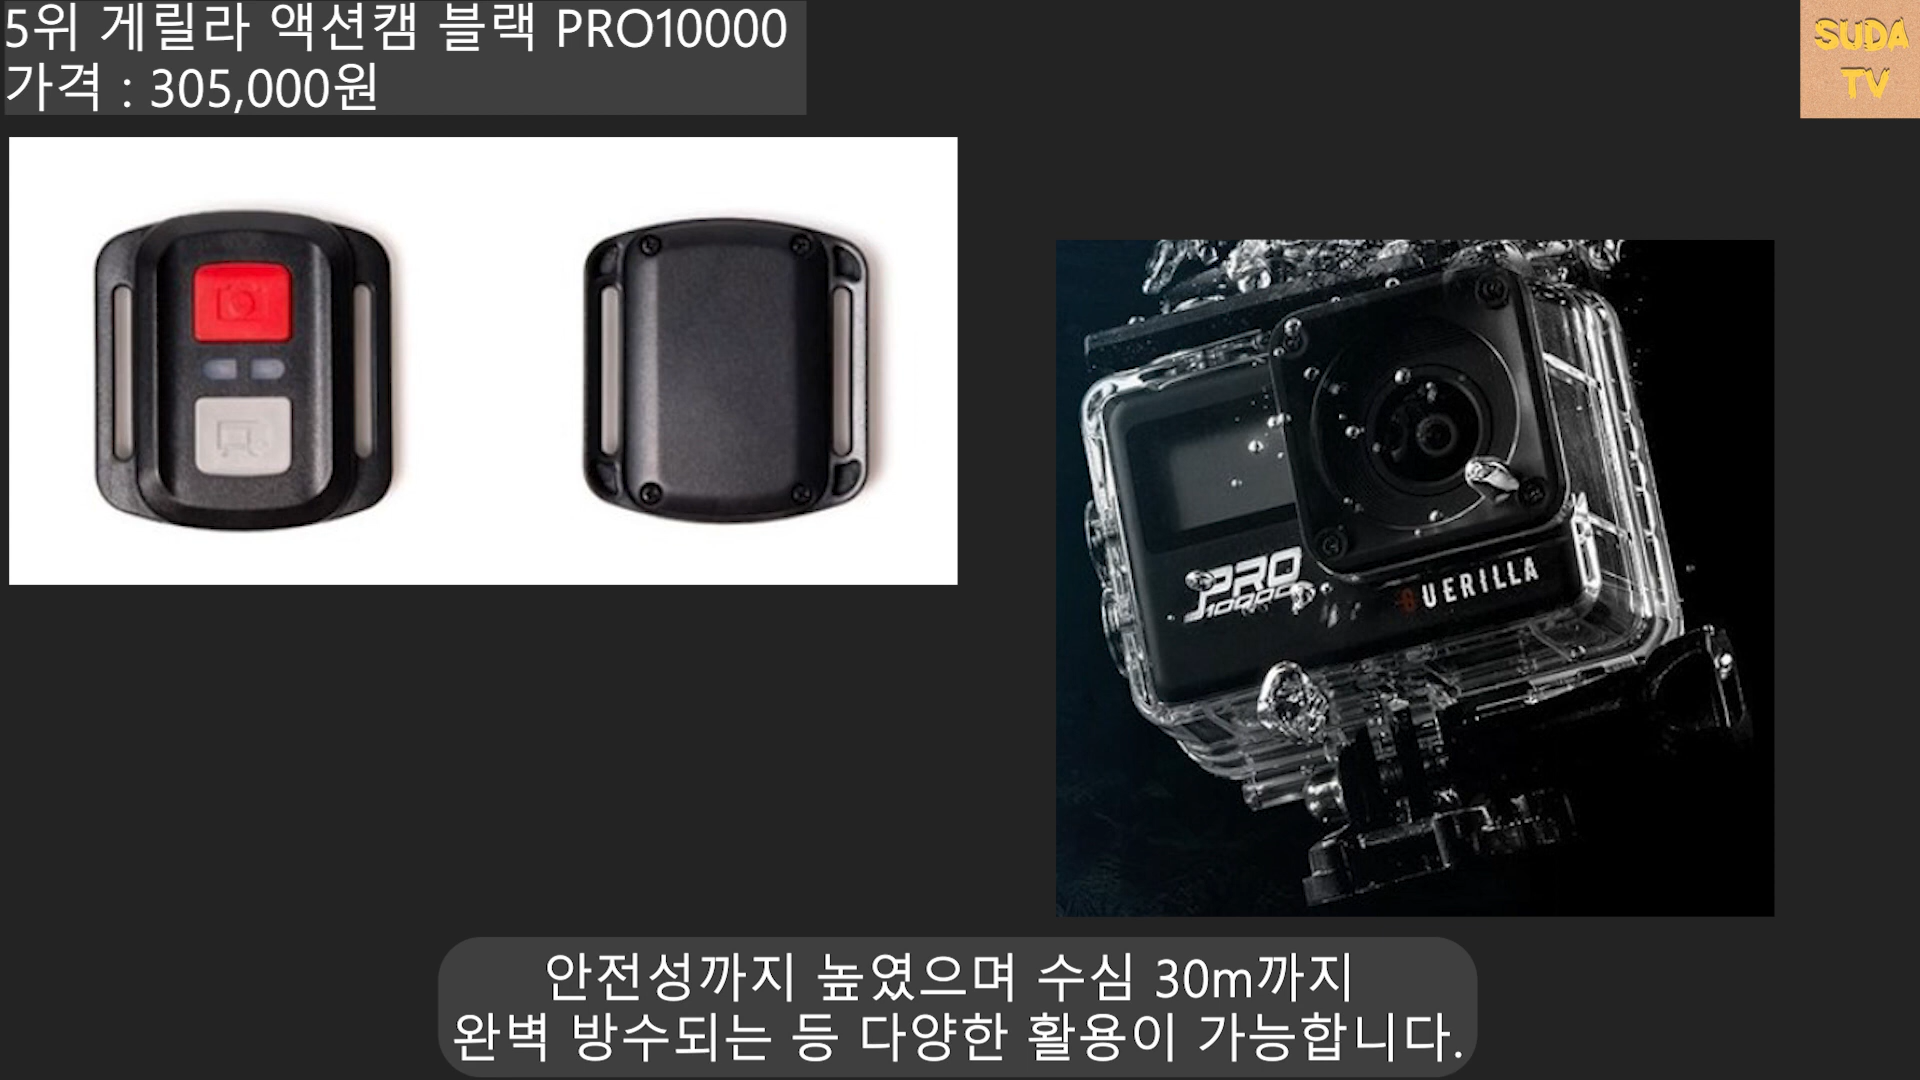 5위 게릴라 액션캠 블랙 PRO10000
가격 : 305,000원
SUDA
TV
PRO
10000
GUERILLA
안전성까지 높였으며 수심 30m까지
완벽 방수되는 등 다양한 활용이 가능합니다.